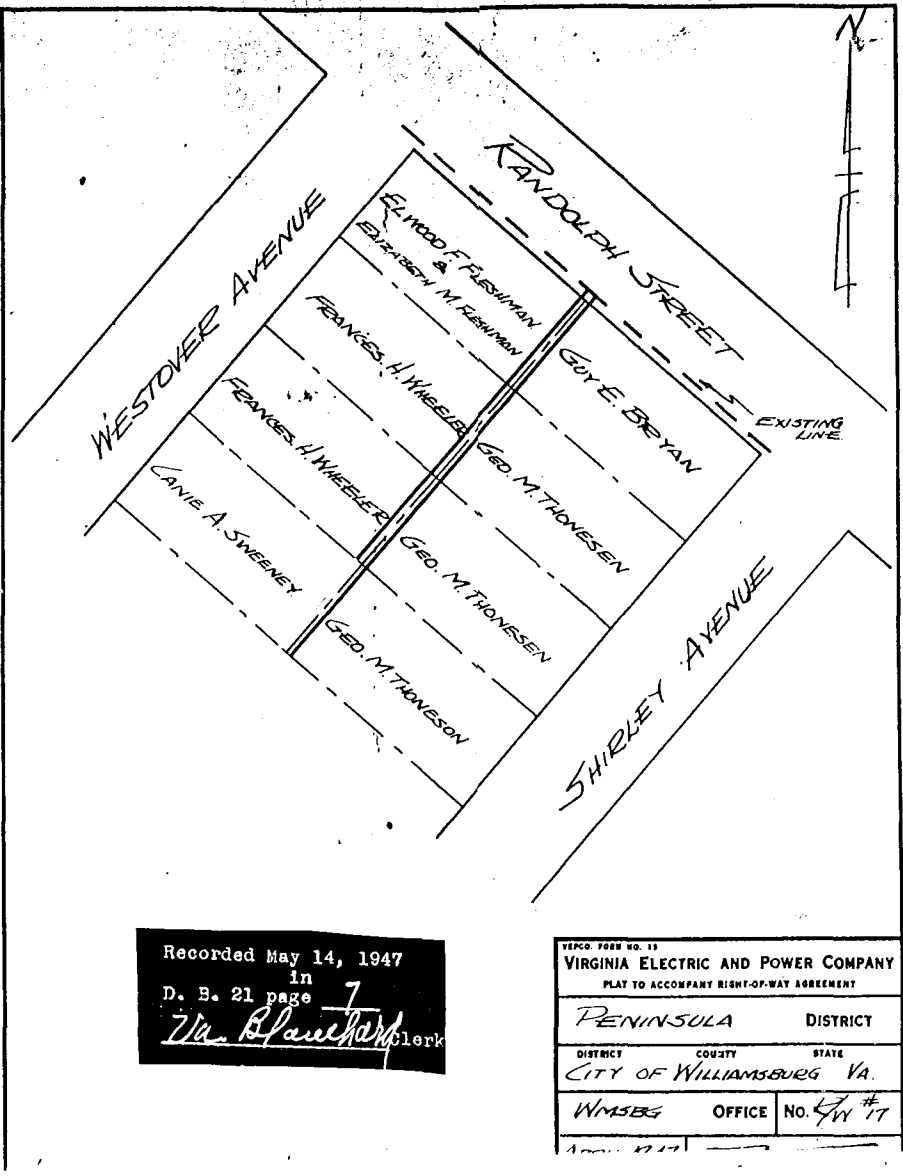 N
RANDOLPH STREET
WESTOVER AVENUE
ELWOOD F. FLESHMAN
&
ELIZABETH M. FLESHMAN
FRANCES. H. WHEELER
FRANCES. H. WHEELER
CANIE A. SWEENEY
GUY E. BRYAN
GEO. M. THONESEN
GEO. M. THONESEN
GEO. M. THONESON
EXISTING
LINE
SHIRLEY AVENUE
Recorded May 14, 1947
in
D. B. 21 page 7
Va. Blanchard Clerk
VEPCO. FORM NO. 15
VIRGINIA ELECTRIC AND POWER COMPANY
PLAT TO ACCOMPANY RIGHT-OF-WAY AGREEMENT
PENINSULA DISTRICT
DISTRICT COUNTY STATE
CITY OF WILLIAMSBURG VA.
WMSBG OFFICE No. #17